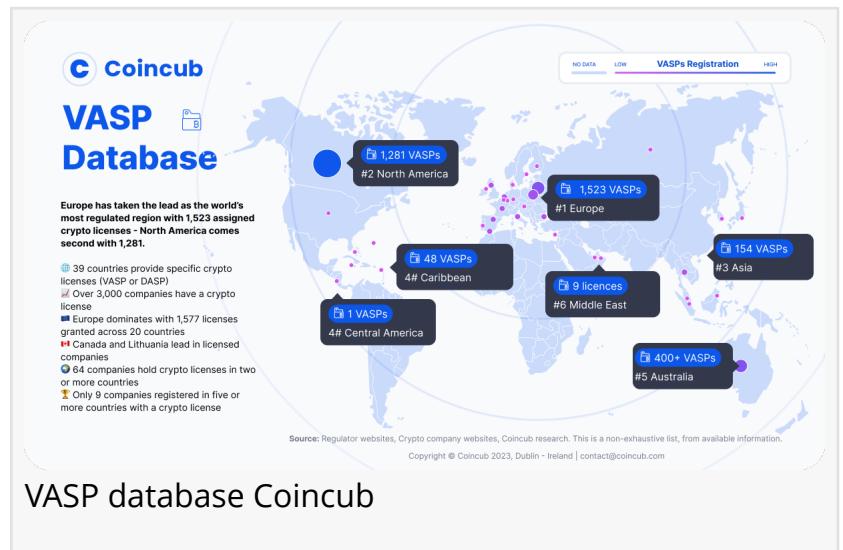 Coincub
VASP
Database
Europe has taken the lead as the world's
most regulated region with 1,523 assigned
crypto licenses - North America comes
second with 1,281.
🌐 39 countries provide specific crypto
licenses (VASP or DASP)
📈 Over 3,000 companies have a crypto
license
🇪🇺 Europe dominates with 1,577 licenses
granted across 20 countries
🇨🇦 Canada and Lithuania lead in licensed
companies
🌍 64 companies hold crypto licenses in two
or more countries
🏆 Only 9 companies registered in five or
more countries with a crypto license
NO DATA LOW VASPs Registration HIGH
1,281 VASPs
#2 North America
1,523 VASPs
#1 Europe
48 VASPs
4# Caribbean
154 VASPs
#3 Asia
9 licences
#6 Middle East
1 VASPs
4# Central America
400+ VASPs
#5 Australia
Source: Regulator websites, Crypto company websites, Coincub research. This is a non-exhaustive list, from available information.
Copyright © Coincub 2023, Dublin - Ireland | contact@coincub.com
VASP database Coincub